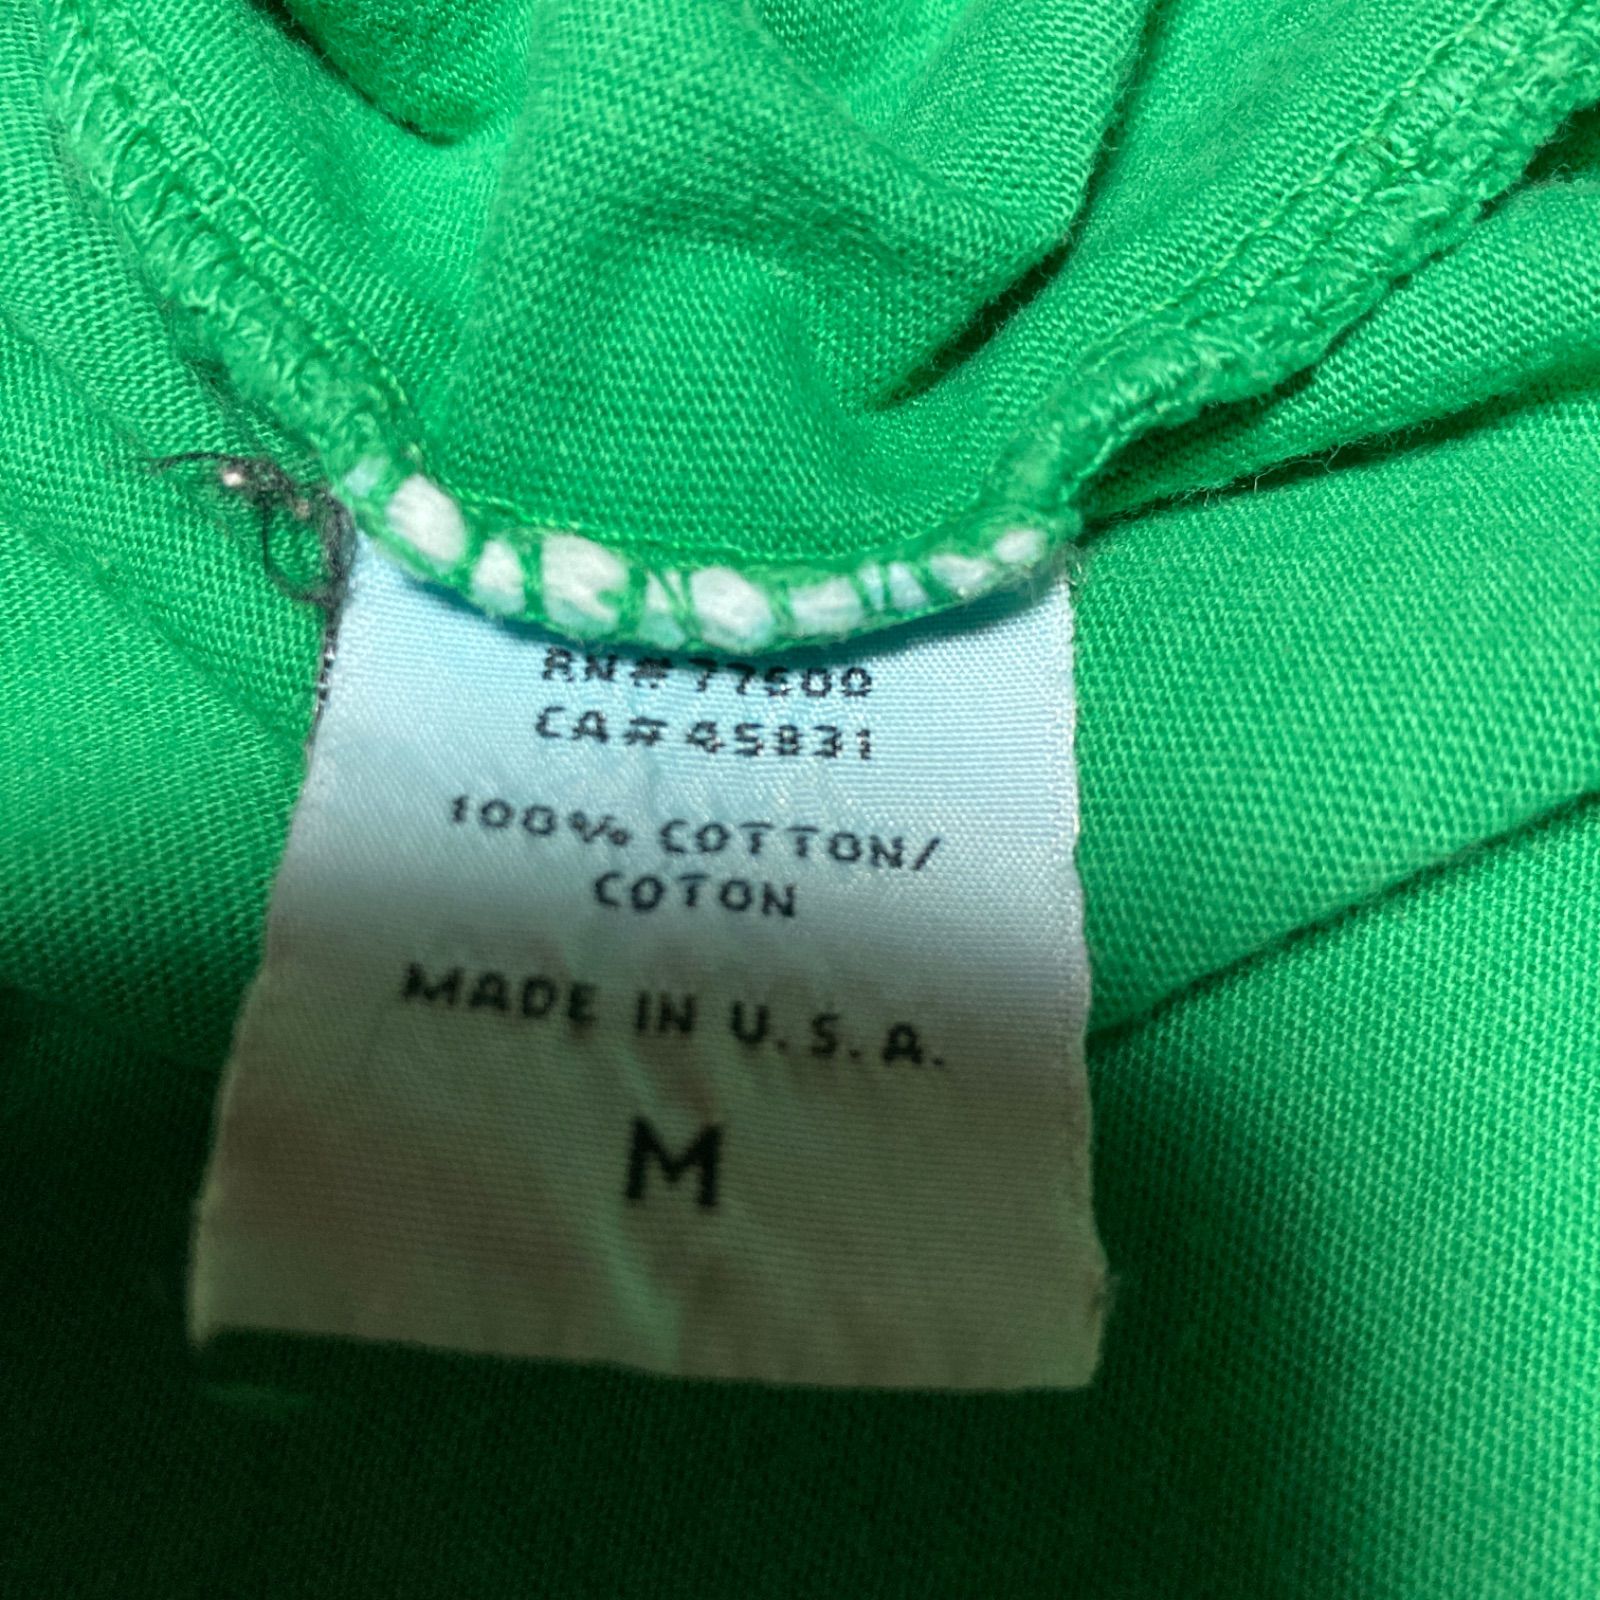 RN# 77600
CA# 45831
100% COTTON/
COTON
MADE IN U.S.A.
M